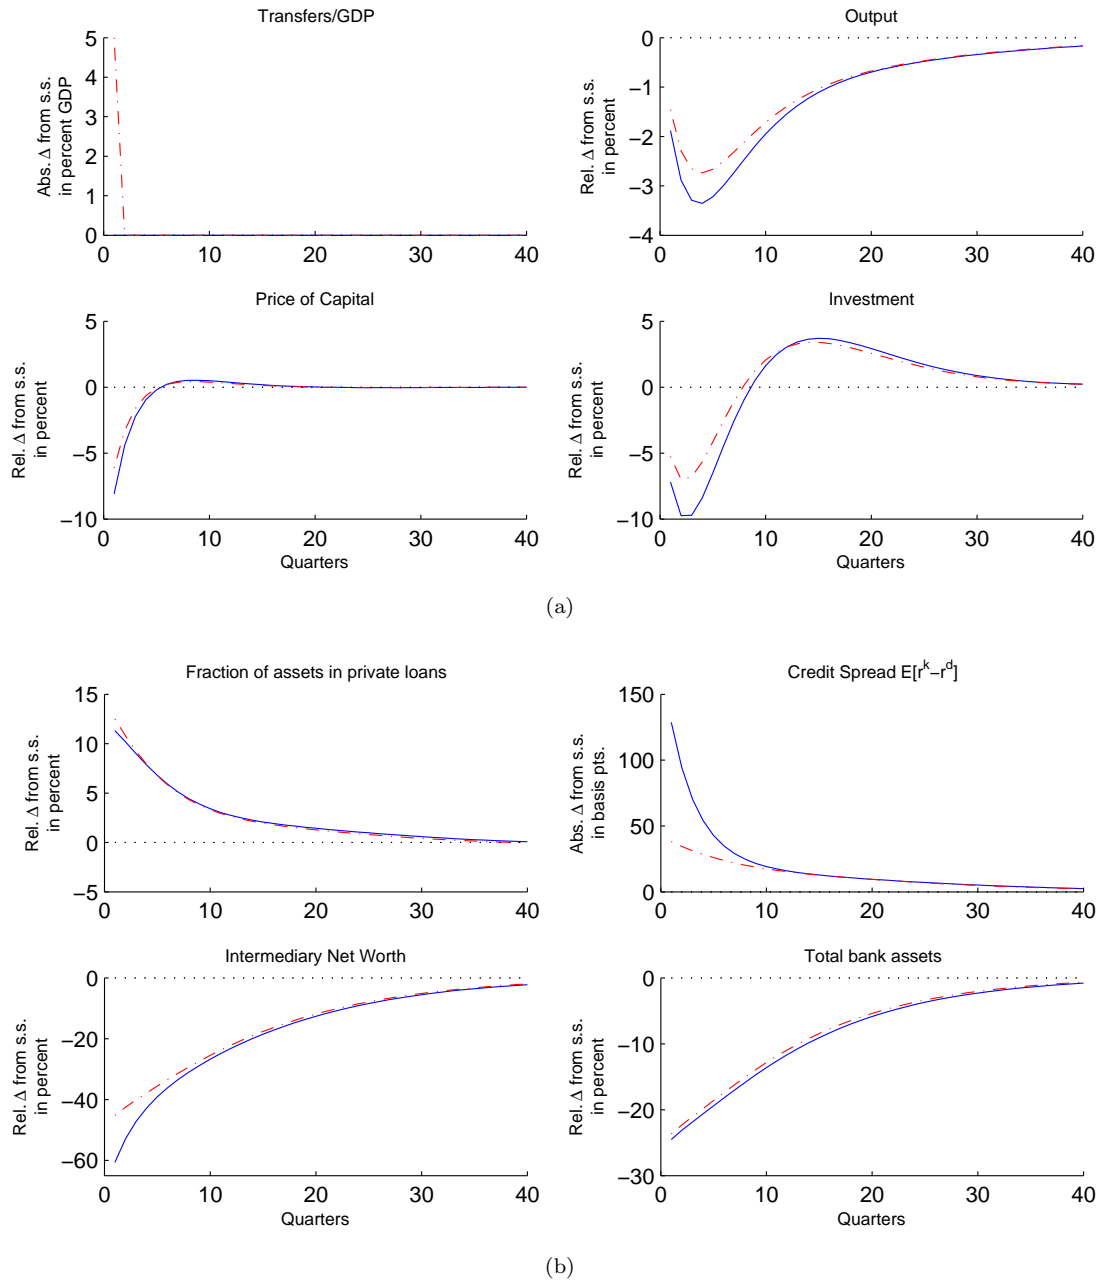 Transfers/GDP
Abs. Δ from s.s.
in percent GDP
5
4
3
2
1
0
0 10 20 30 40
Output
Rel. Δ from s.s.
in percent
0
−1
−2
−3
−4
0 10 20 30 40
Price of Capital
Rel. Δ from s.s.
in percent
5
0
−5
−10
0 10 20 30 40
Quarters
Investment
Rel. Δ from s.s.
in percent
5
0
−5
−10
0 10 20 30 40
Quarters
(a)
Fraction of assets in private loans
Rel. Δ from s.s.
in percent
15
10
5
0
−5
0 10 20 30 40
Credit Spread E[r^k−r^d]
Abs. Δ from s.s.
in basis pts.
150
100
50
0
0 10 20 30 40
Intermediary Net Worth
Rel. Δ from s.s.
in percent
0
−20
−40
−60
0 10 20 30 40
Quarters
Total bank assets
Rel. Δ from s.s.
in percent
0
−10
−20
−30
0 10 20 30 40
Quarters
(b)